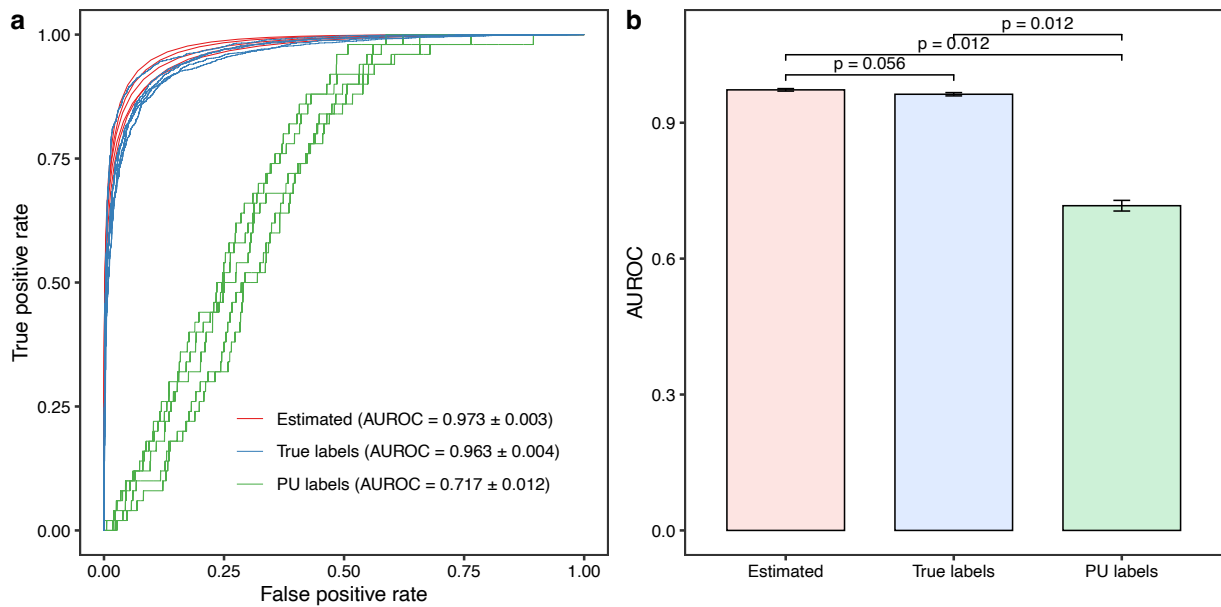 a
1.00
0.75
0.50
0.25
0.00
True positive rate
Estimated (AUROC = 0.973 ± 0.003)
True labels (AUROC = 0.963 ± 0.004)
PU labels (AUROC = 0.717 ± 0.012)
0.00 0.25 0.50 0.75 1.00
False positive rate
b
p = 0.012
p = 0.012
p = 0.056
0.9
0.6
0.3
0.0
AUROC
Estimated True labels PU labels